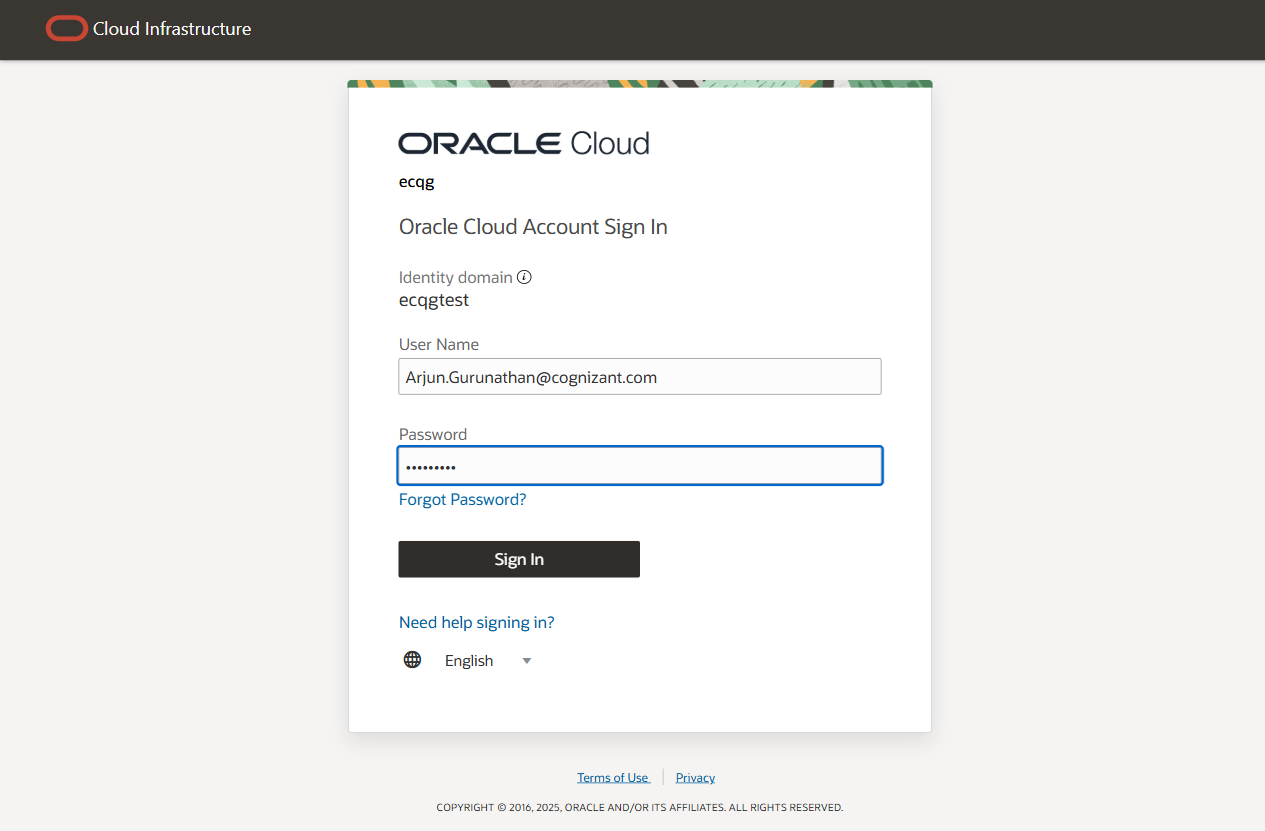 Cloud Infrastructure
ORACLE Cloud
ecqg
Oracle Cloud Account Sign In
Identity domain
ecqgtest
User Name
Arjun.Gurunathan@cognizant.com
Password
•••••••••
Forgot Password?
Sign In
Need help signing in?
English
Terms of Use | Privacy
COPYRIGHT © 2016, 2025, ORACLE AND/OR ITS AFFILIATES. ALL RIGHTS RESERVED.